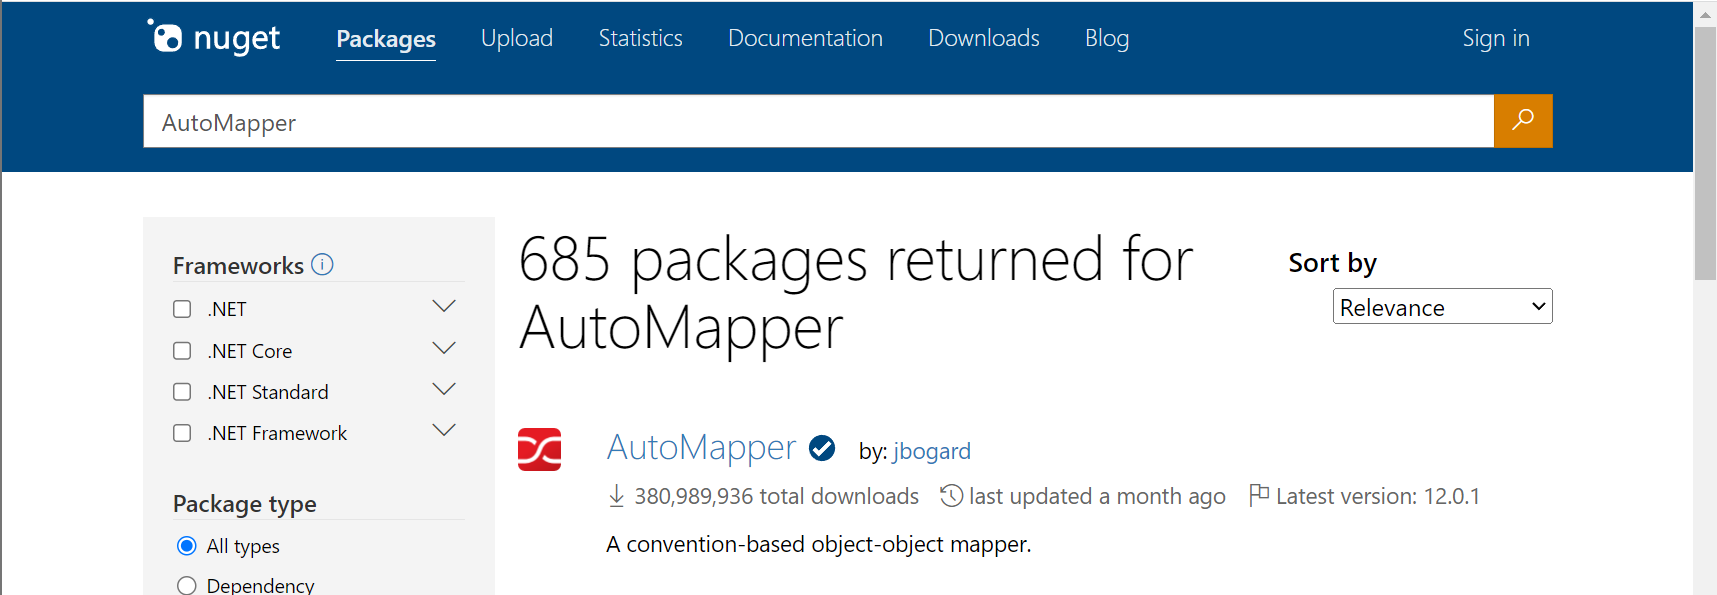 nuget Packages Upload Statistics Documentation Downloads Blog Sign in
AutoMapper
Frameworks
.NET
.NET Core
.NET Standard
.NET Framework
Package type
All types
Dependency
685 packages returned for
AutoMapper
Sort by
Relevance
AutoMapper by: jbogard
380,989,936 total downloads last updated a month ago Latest version: 12.0.1
A convention-based object-object mapper.